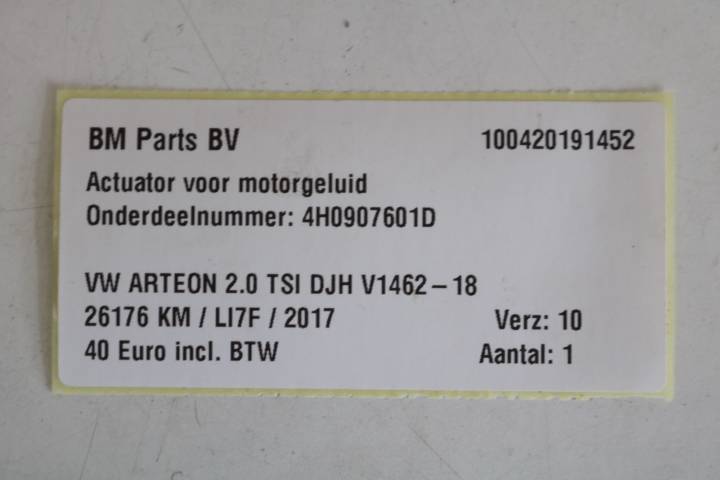 BM Parts BV 100420191452
Actuator voor motorgeluid
Onderdeelnummer: 4H0907601D
VW ARTEON 2.0 TSI DJH V1462 – 18
26176 KM / LI7F / 2017 Verz: 10
40 Euro incl. BTW Aantal: 1